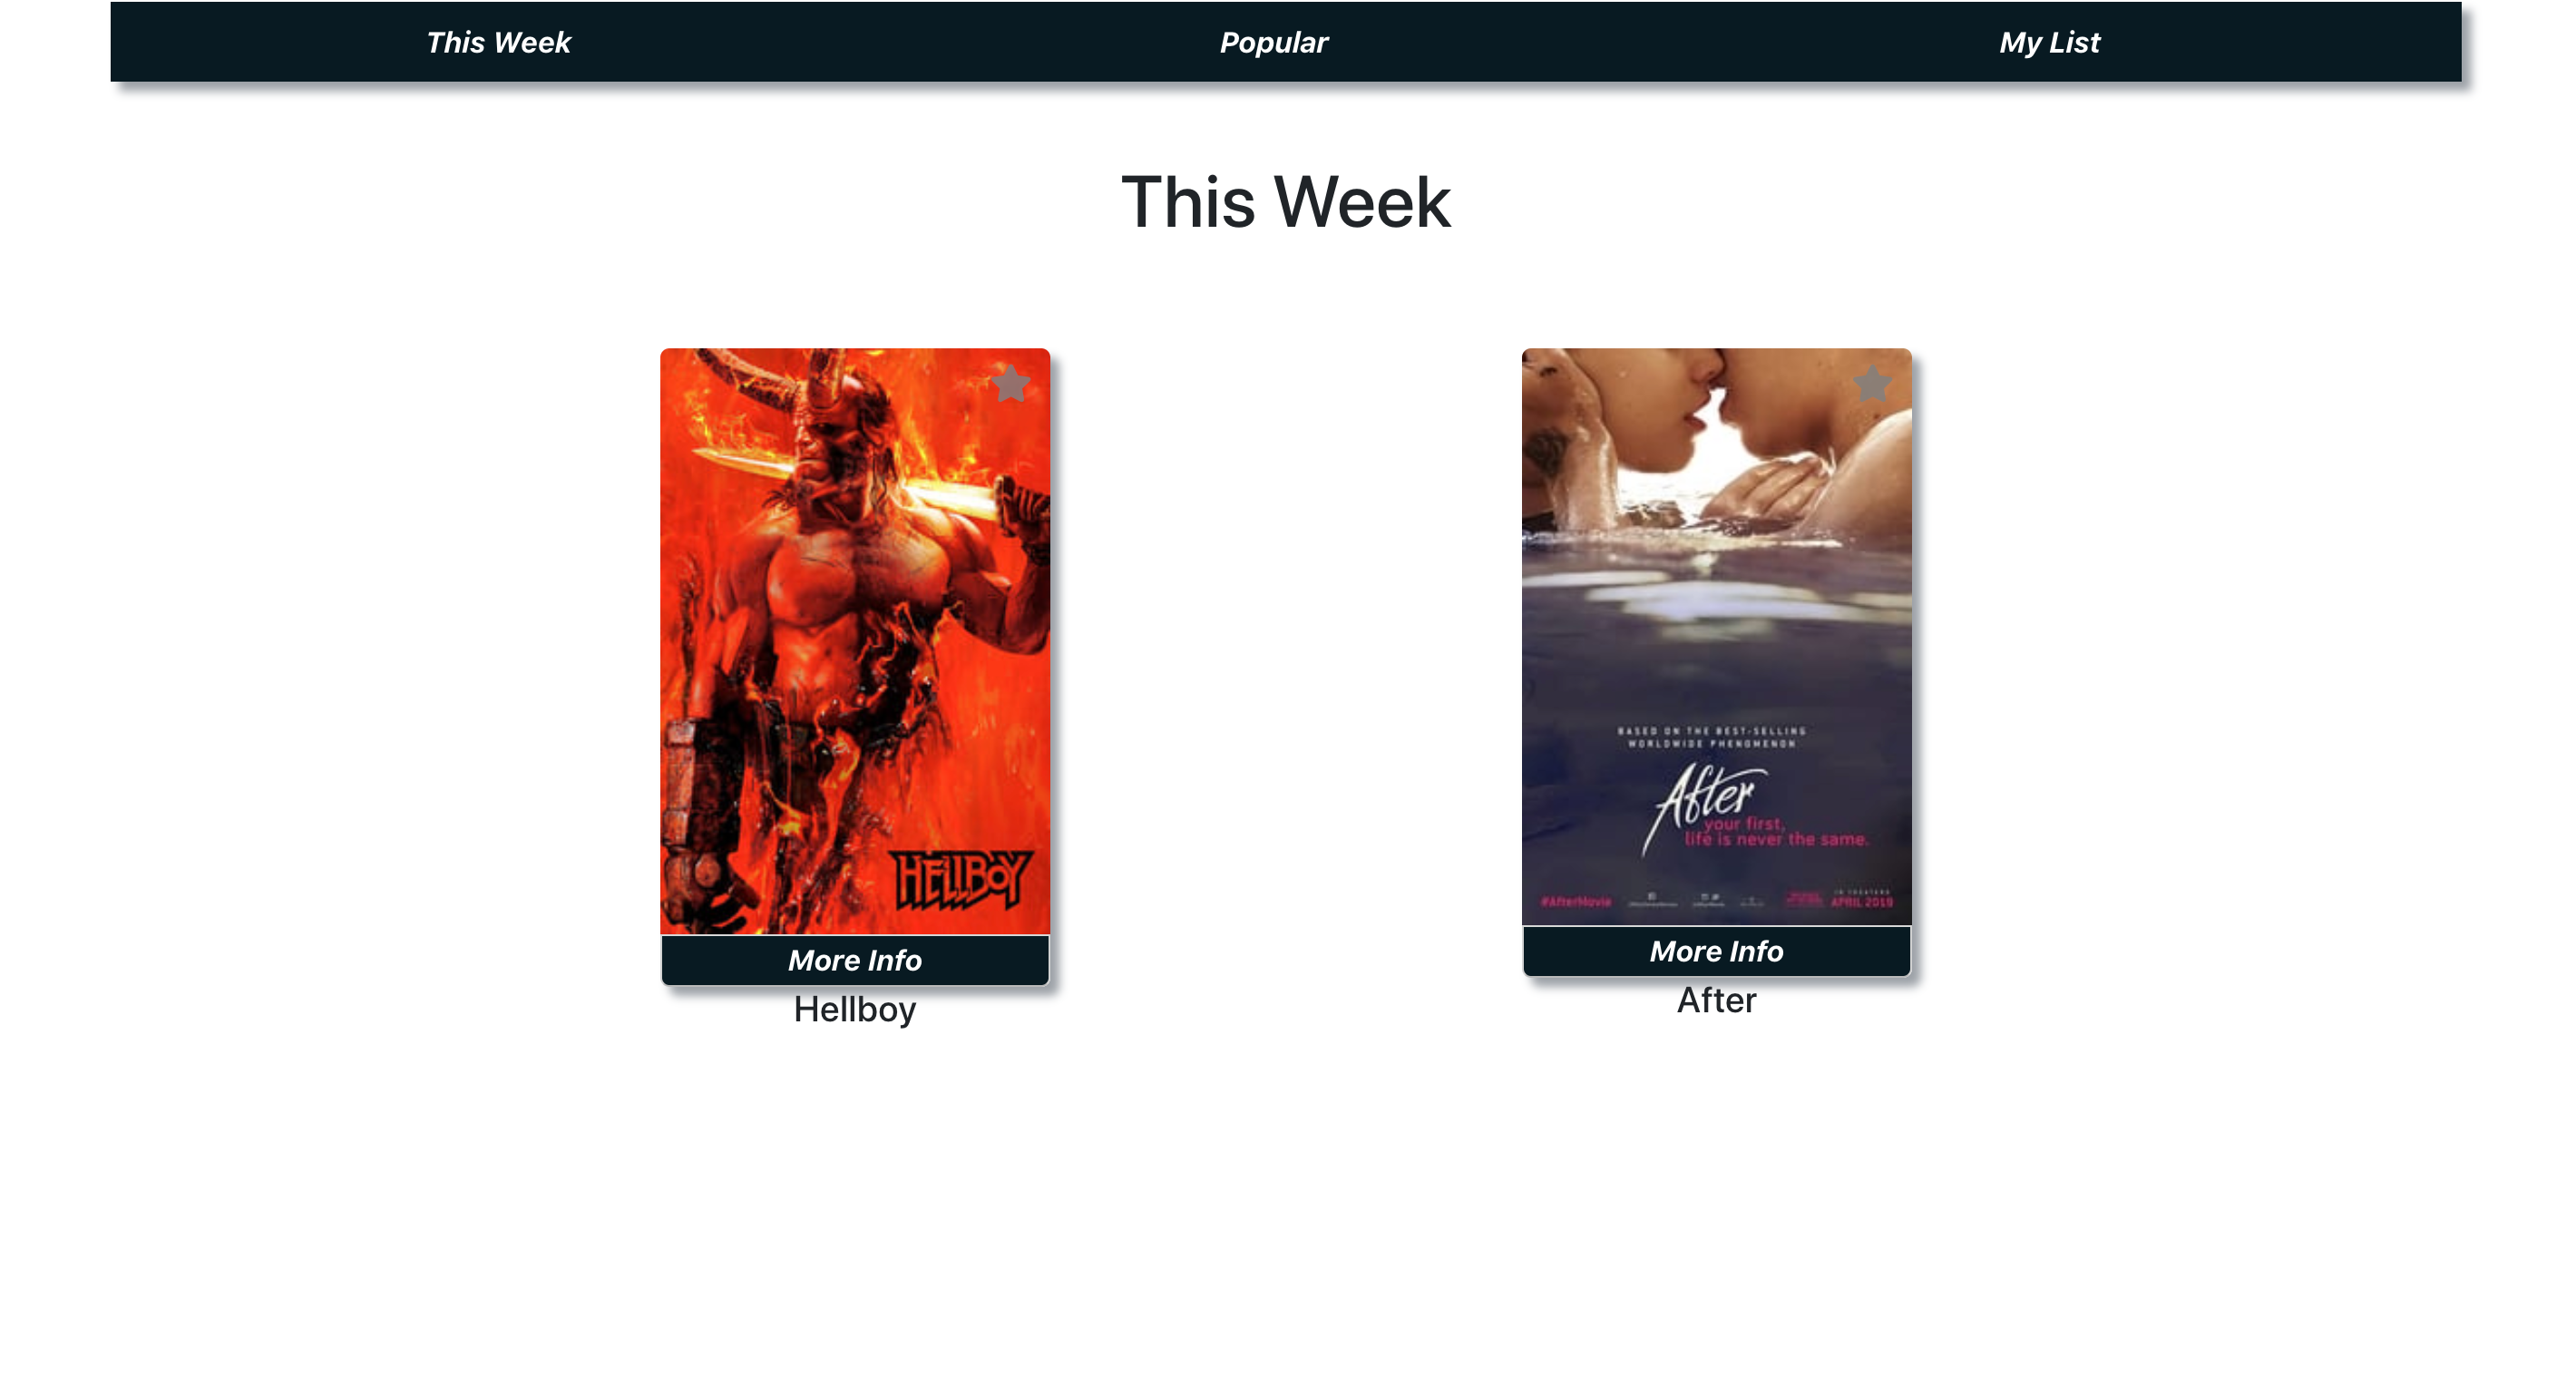 This Week
Popular
My List
This Week
HELLBOY
More Info
Hellboy
BASED ON THE BEST-SELLING
WORLDWIDE PHENOMENON
After
your first,
life is never the same.
#AfterMovie
IN THEATERS
APRIL 2019
More Info
After